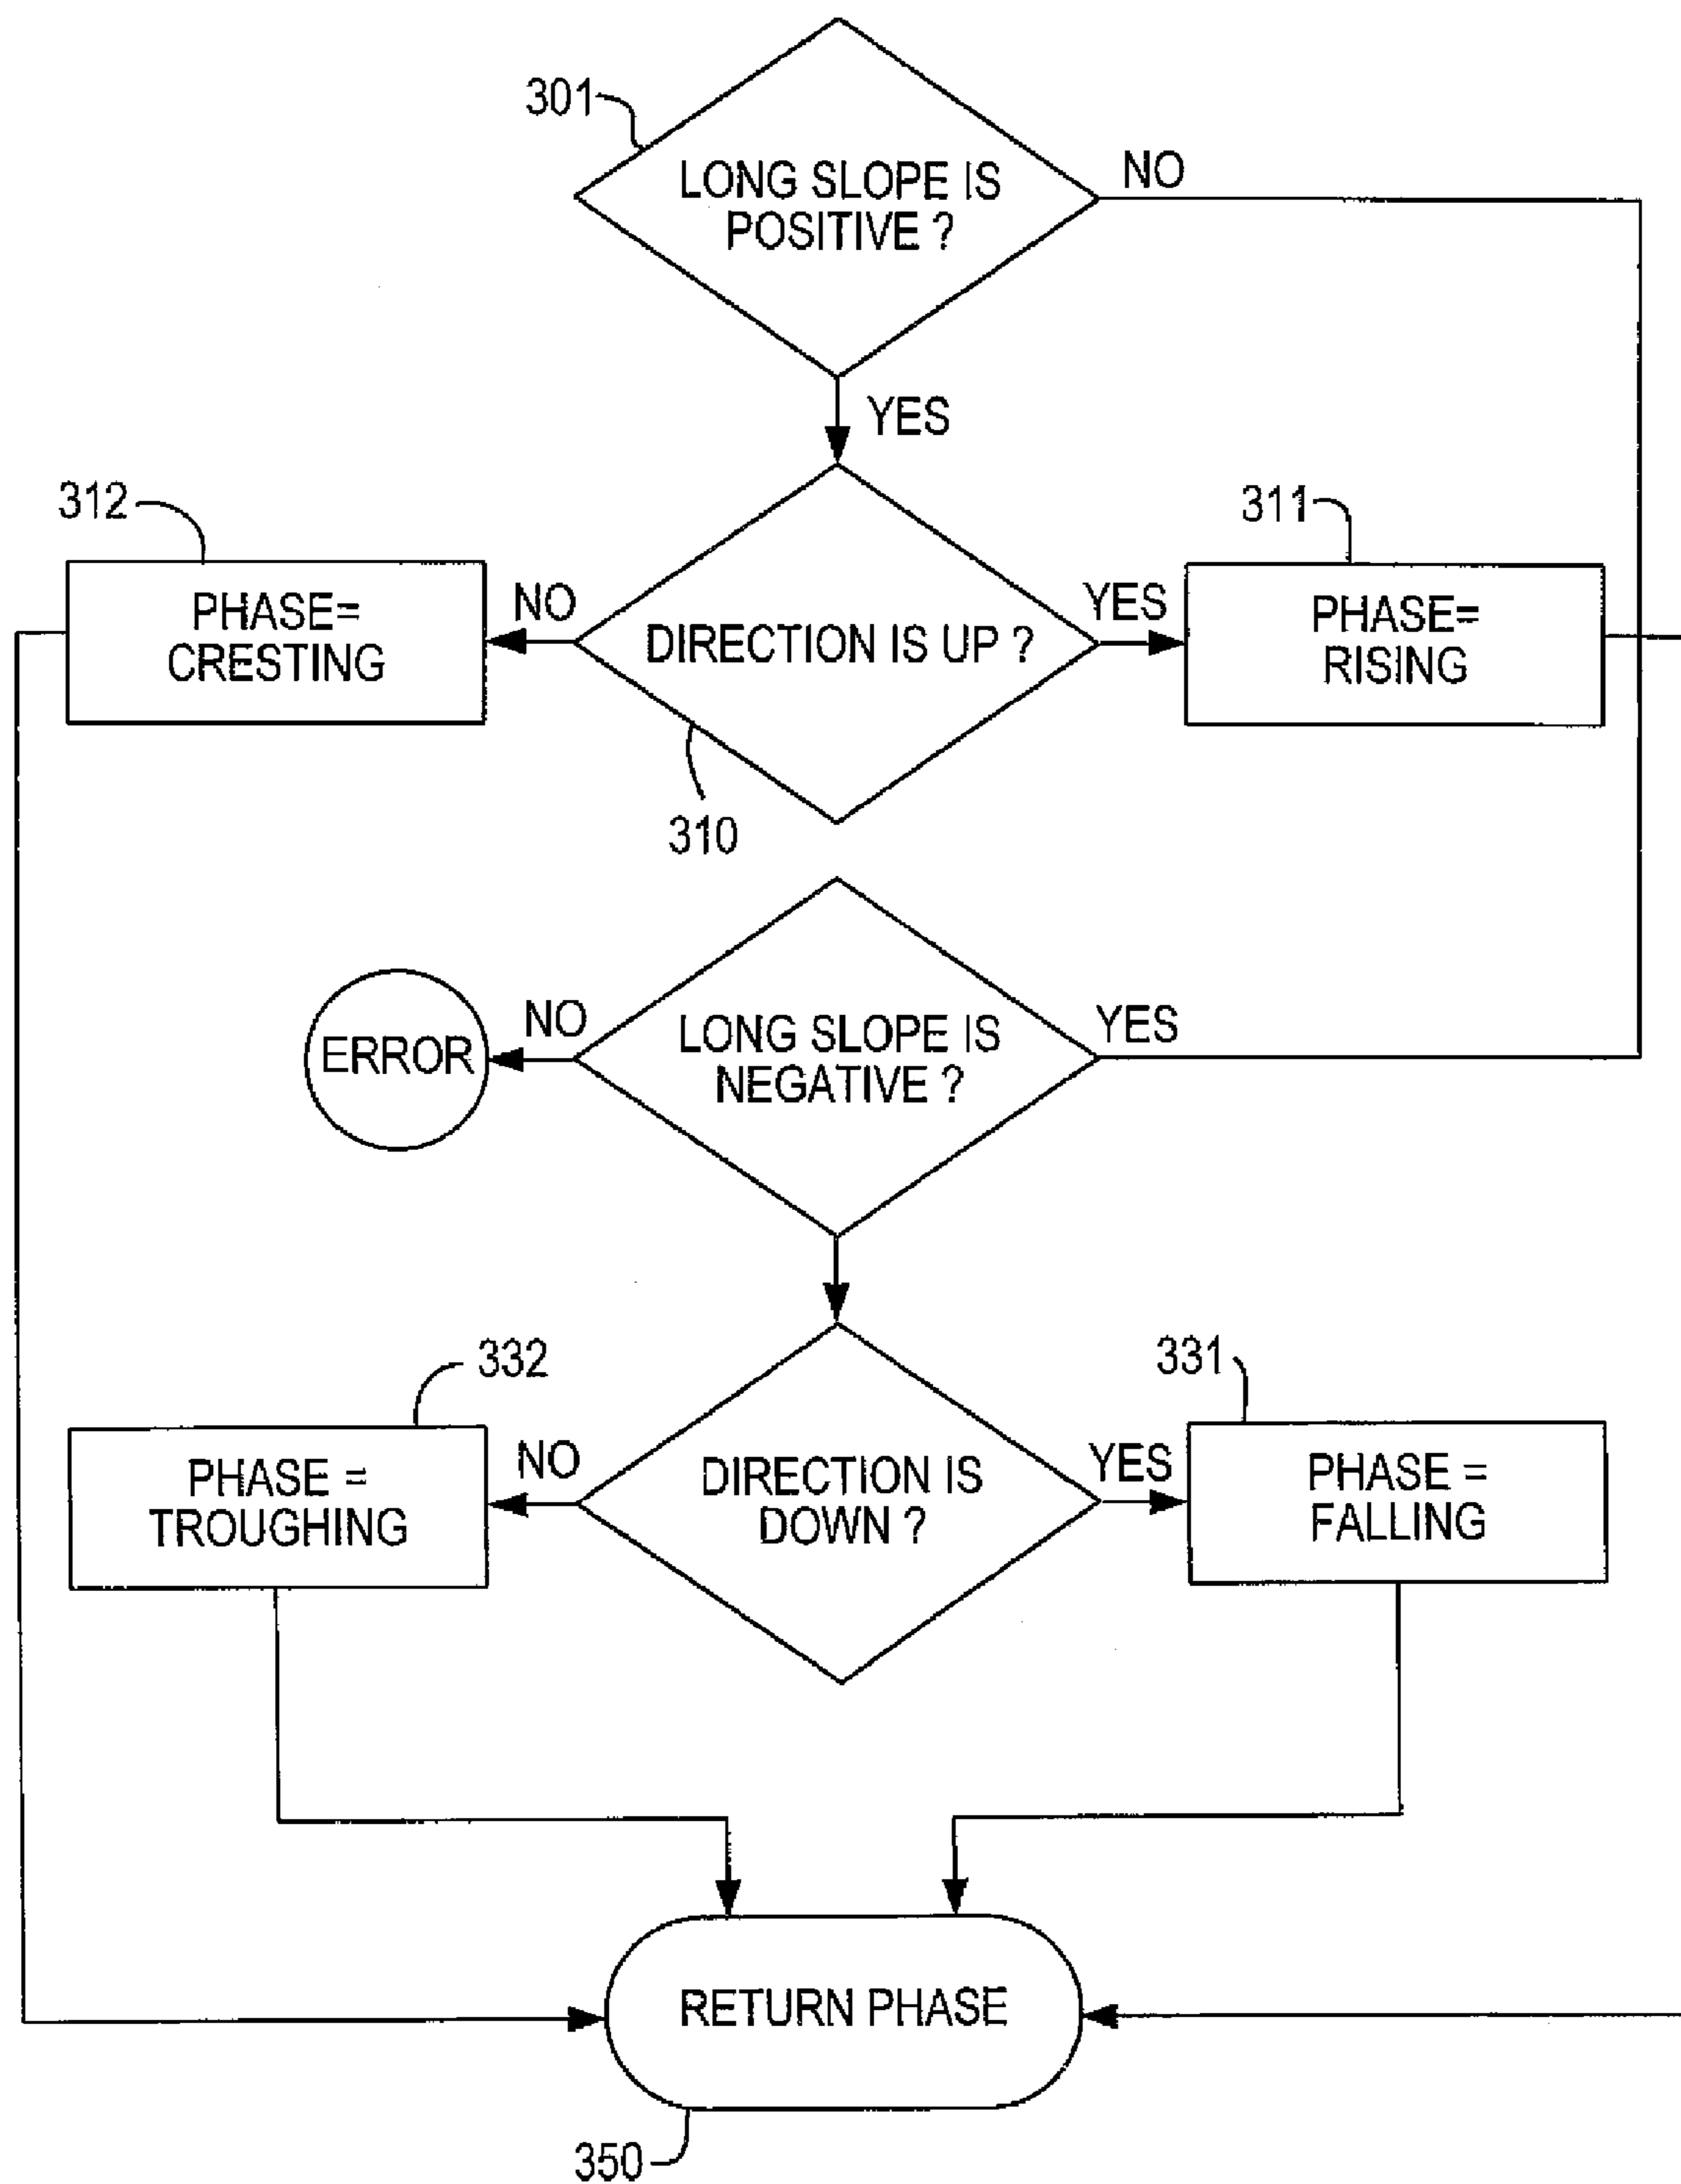 301
LONG SLOPE IS
POSITIVE ?
NO
YES
312
311
PHASE=
CRESTING
NO
DIRECTION IS UP ?
YES
PHASE=
RISING
310
ERROR
NO
LONG SLOPE IS
NEGATIVE ?
YES
332
331
PHASE =
TROUGHING
NO
DIRECTION IS
DOWN ?
YES
PHASE =
FALLING
RETURN PHASE
350